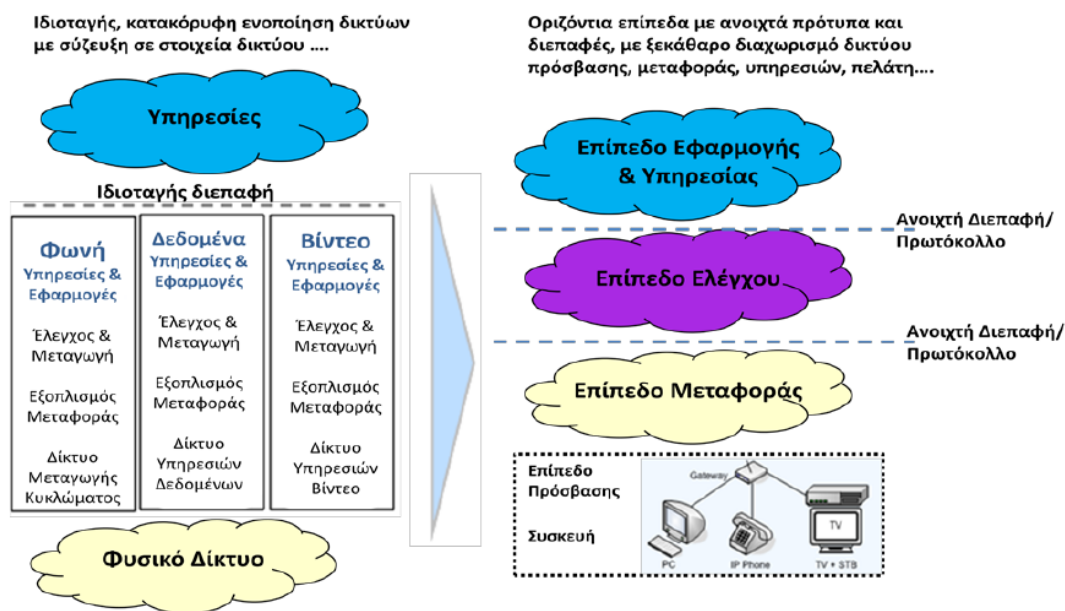 Ιδιοταγής, κατακόρυφη ενοποίηση δικτύων
με σύζευξη σε στοιχεία δικτύου ....
Υπηρεσίες
Ιδιοταγής διεπαφή
Φωνή
Υπηρεσίες &
Εφαρμογές
Έλεγχος &
Μεταγωγή
Εξοπλισμός
Μεταφοράς
Δίκτυο
Μεταγωγής
Κυκλώματος
Δεδομένα
Υπηρεσίες &
Εφαρμογές
Έλεγχος &
Μεταγωγή
Εξοπλισμός
Μεταφοράς
Δίκτυο
Υπηρεσιών
Δεδομένων
Βίντεο
Υπηρεσίες &
Εφαρμογές
Έλεγχος &
Μεταγωγή
Εξοπλισμός
Μεταφοράς
Δίκτυο
Υπηρεσιών
Βίντεο
Φυσικό Δίκτυο
Οριζόντια επίπεδα με ανοιχτά πρότυπα και
διεπαφές, με ξεκάθαρο διαχωρισμό δικτύου
πρόσβασης, μεταφοράς, υπηρεσιών, πελάτη....
Επίπεδο Εφαρμογής
& Υπηρεσίας
Ανοιχτή Διεπαφή/
Πρωτόκολλο
Επίπεδο Ελέγχου
Ανοιχτή Διεπαφή/
Πρωτόκολλο
Επίπεδο Μεταφοράς
Επίπεδο
Πρόσβασης
Συσκευή
Gateway
TV
PC
IP Phone
TV + STB